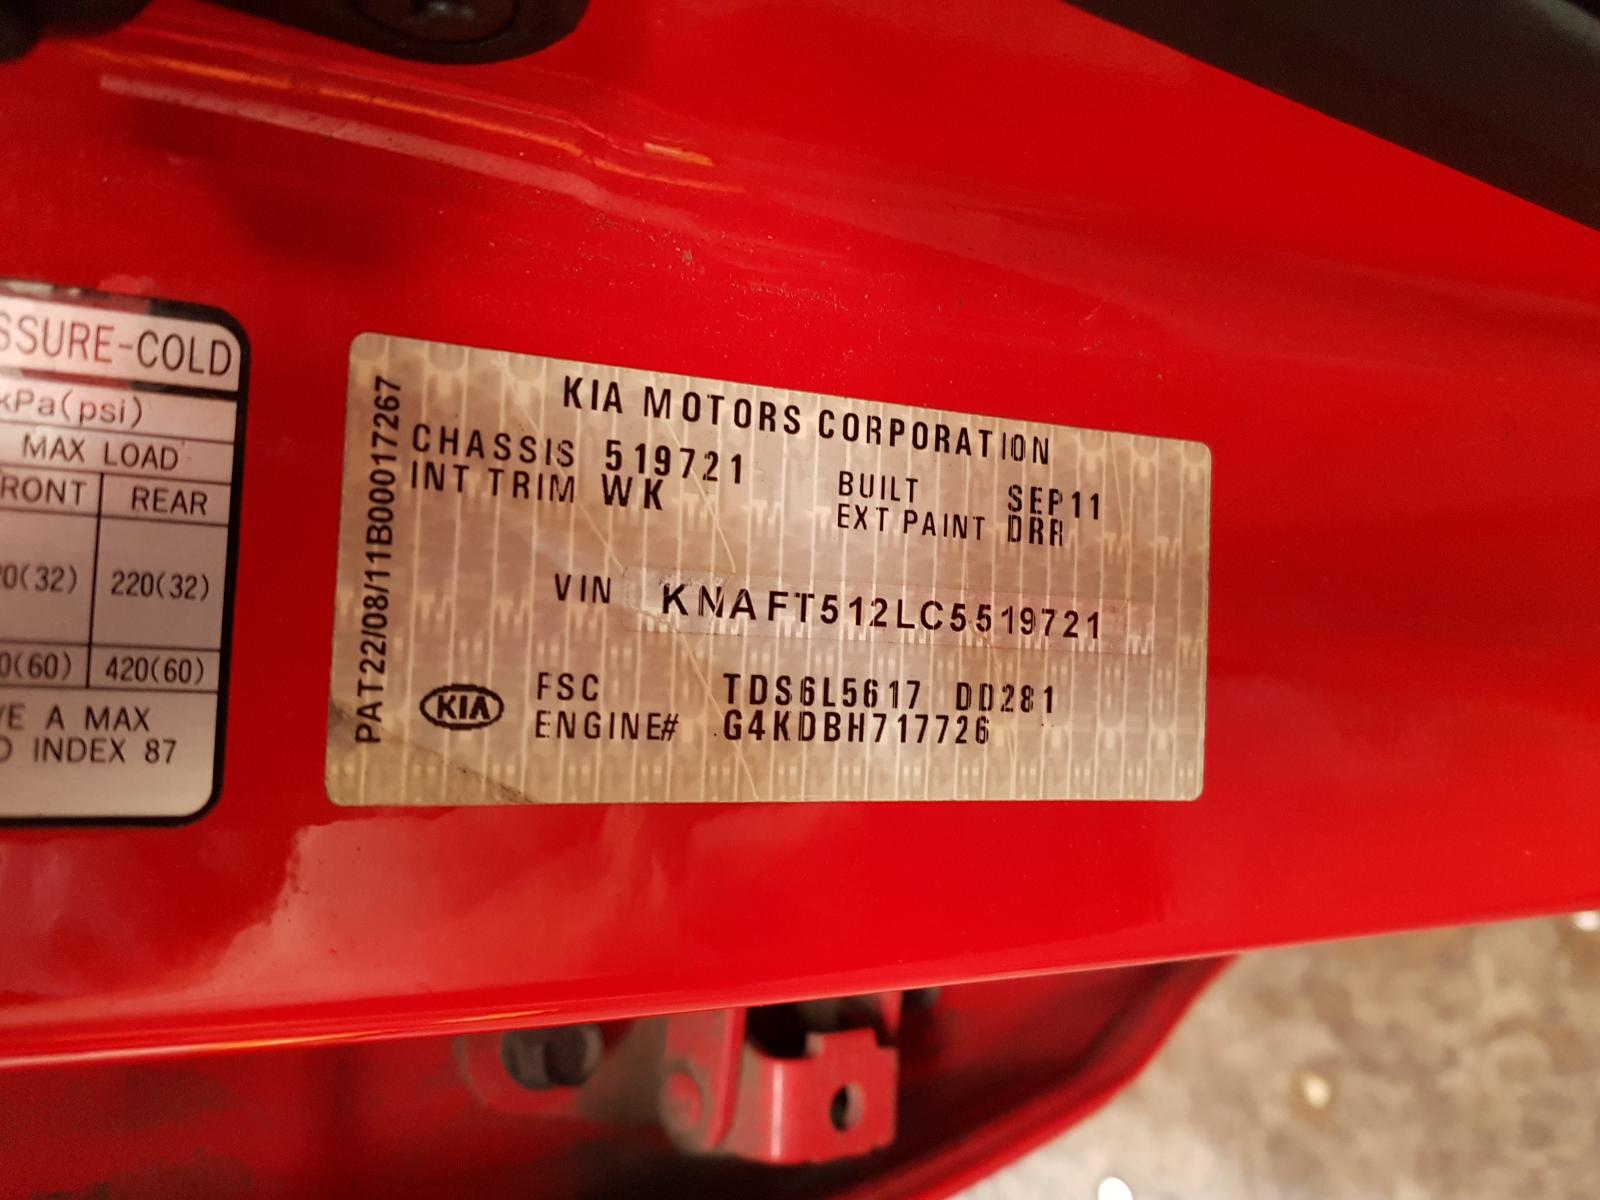 SSURE-COLD
kPa(psi)
MAX LOAD
RONT REAR
0(32) 220(32)
0(60) 420(60)
VE A MAX
D INDEX 87
PAT22/08/11B00017267
KIA MOTORS CORPORATION
CHASSIS 519721
INT TRIM WK
BUILT SEP11
EXT PAINT DRR
VIN KNAFT512LC5519721
KIA
FSC TDS6L5617 DD281
ENGINE# G4KDBH717726